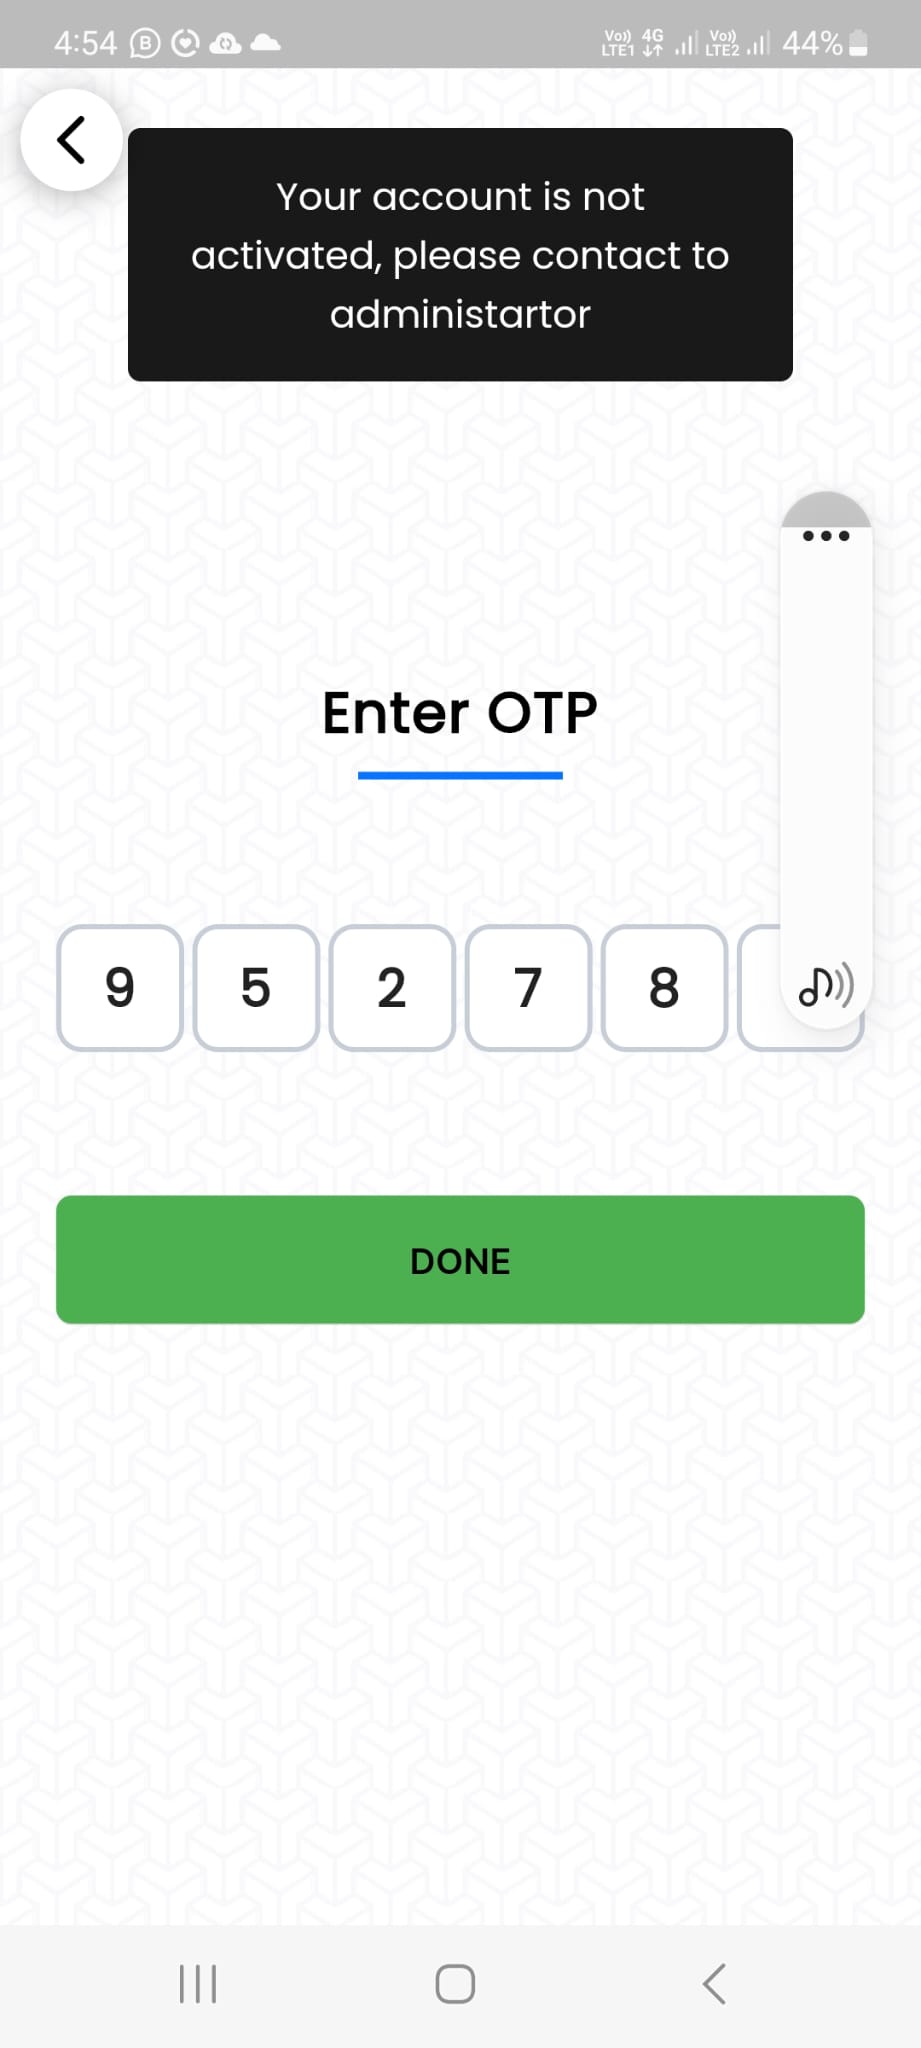 4:54
Vo)) 4G Vo)) 44%
LTE1 LTE2
Your account is not
activated, please contact to
administartor
Enter OTP
9 5 2 7 8
DONE